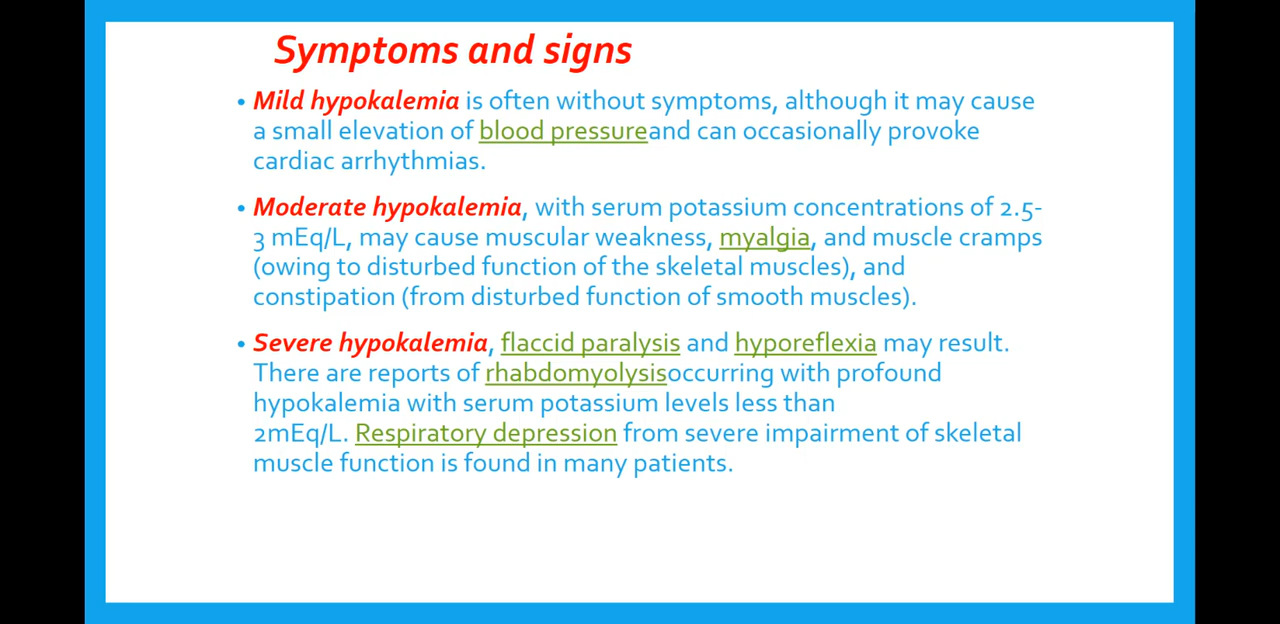 Symptoms and signs
• Mild hypokalemia is often without symptoms, although it may cause
a small elevation of blood pressureand can occasionally provoke
cardiac arrhythmias.
• Moderate hypokalemia, with serum potassium concentrations of 2.5-
3 mEq/L, may cause muscular weakness, myalgia, and muscle cramps
(owing to disturbed function of the skeletal muscles), and
constipation (from disturbed function of smooth muscles).
• Severe hypokalemia, flaccid paralysis and hyporeflexia may result.
There are reports of rhabdomyolysisoccurring with profound
hypokalemia with serum potassium levels less than
2mEq/L. Respiratory depression from severe impairment of skeletal
muscle function is found in many patients.